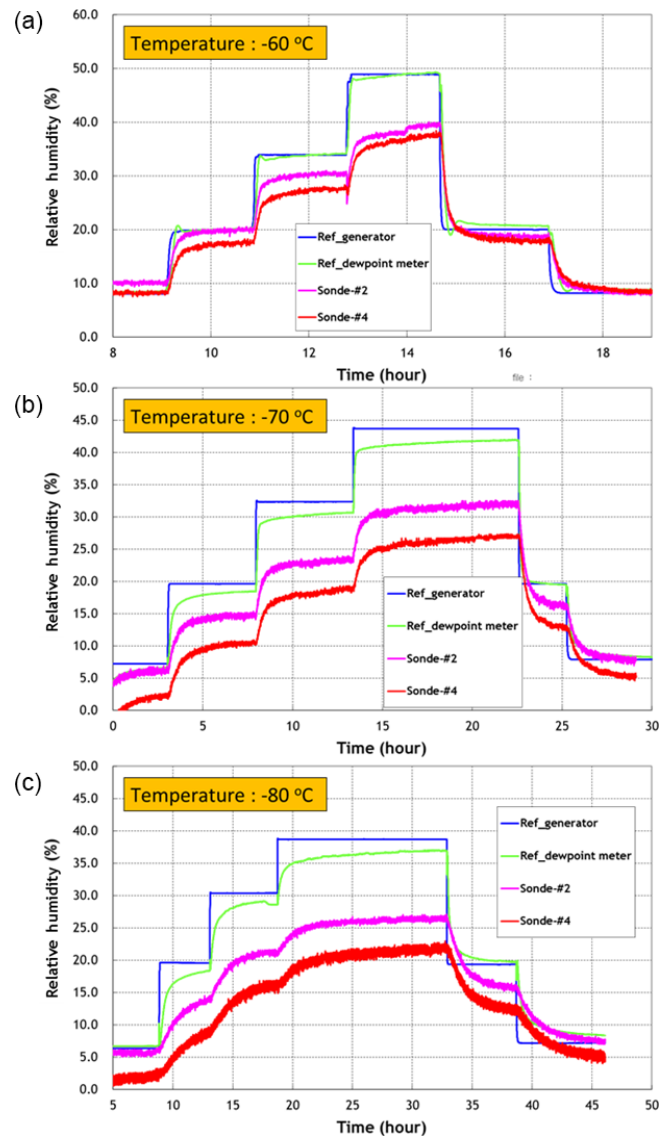 (a)
Temperature : -60 °C
Relative humidity (%)
60.0
50.0
40.0
30.0
20.0
10.0
0.0
Ref_generator
Ref_dewpoint meter
Sonde-#2
Sonde-#4
8
10
12
14
16
18
Time (hour)
file :
(b)
Temperature : -70 °C
Relative humidity (%)
50.0
45.0
40.0
35.0
30.0
25.0
20.0
15.0
10.0
5.0
0.0
Ref_generator
Ref_dewpoint meter
Sonde-#2
Sonde-#4
0
5
10
15
20
25
30
Time (hour)
(c)
Temperature : -80 °C
Relative humidity (%)
50.0
45.0
40.0
35.0
30.0
25.0
20.0
15.0
10.0
5.0
0.0
Ref_generator
Ref_dewpoint meter
Sonde-#2
Sonde-#4
5
10
15
20
25
30
35
40
45
50
Time (hour)